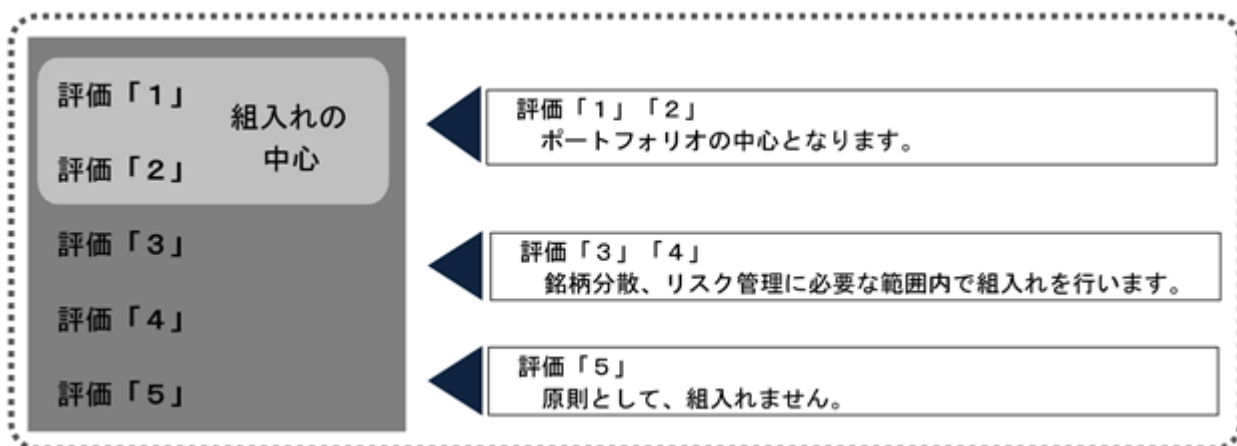 評価「１」
組入れの
中心
評価「２」
評価「３」
評価「４」
評価「５」
評価「１」「２」
ポートフォリオの中心となります。
評価「３」「４」
銘柄分散、リスク管理に必要な範囲内で組入れを行います。
評価「５」
原則として、組入れません。